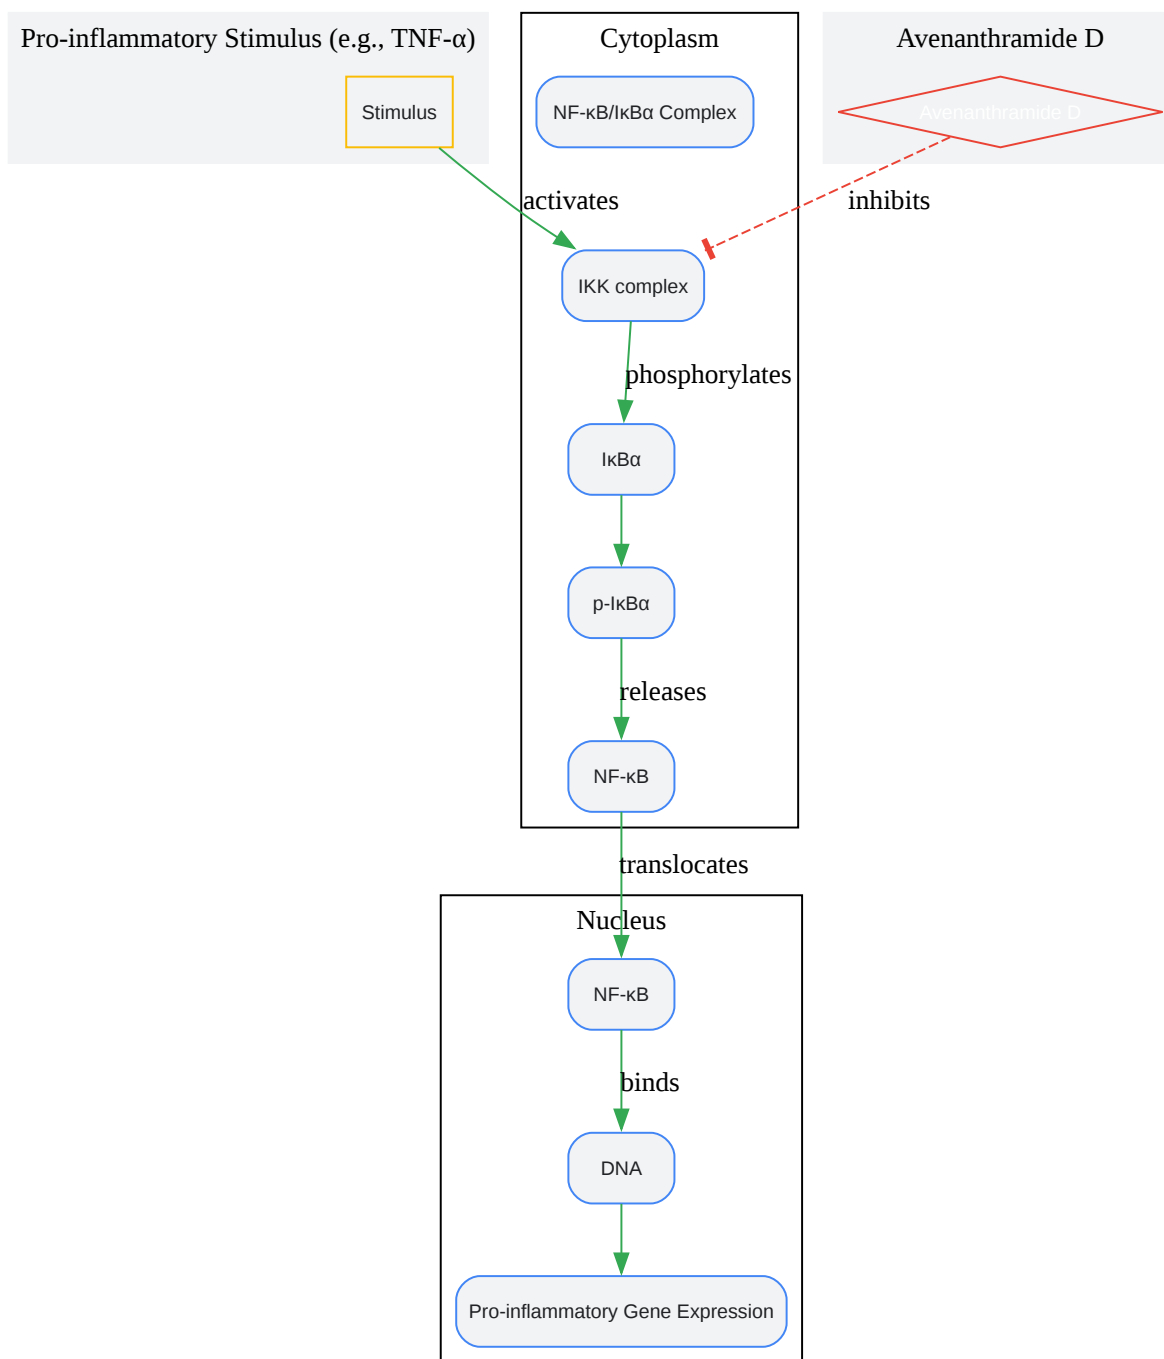 Pro-inflammatory Stimulus (e.g., TNF-α)
Cytoplasm
Avenanthramide D
Stimulus
NF-κB/IκBα Complex
Avenanthramide D
activates
inhibits
IKK complex
phosphorylates
IκBα
p-IκBα
releases
NF-κB
translocates
Nucleus
NF-κB
binds
DNA
Pro-inflammatory Gene Expression